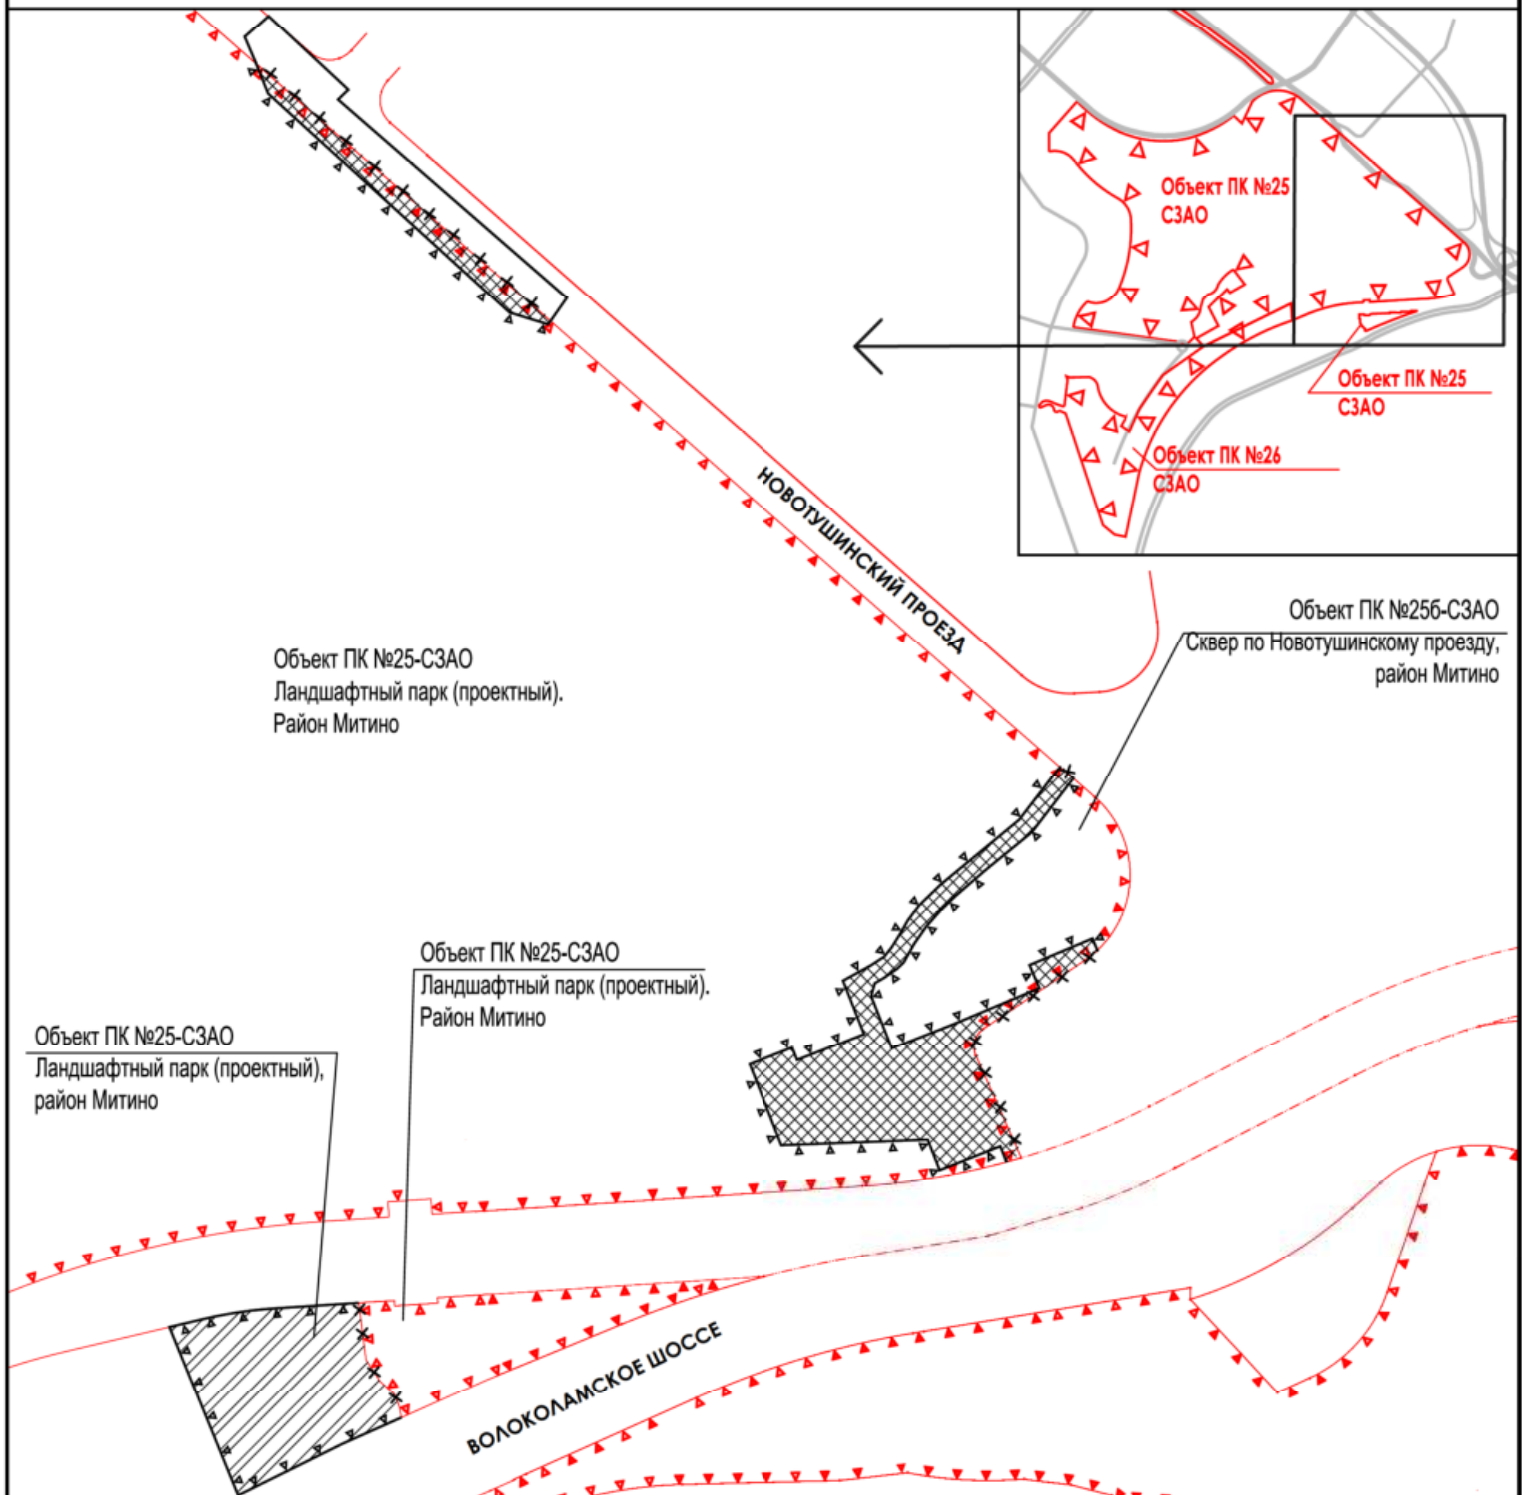 Объект ПК №25
СЗАО
Объект ПК №25
СЗАО
Объект ПК №26
СЗАО
НОВОТУШИНСКИЙ ПРОЕЗД
Объект ПК №25б-СЗАО
Сквер по Новотушинскому проезду,
район Митино
Объект ПК №25-СЗАО
Ландшафтный парк (проектный).
Район Митино
Объект ПК №25-СЗАО
Ландшафтный парк (проектный).
Район Митино
Объект ПК №25-СЗАО
Ландшафтный парк (проектный),
район Митино
ВОЛОКОЛАМСКОЕ ШОССЕ